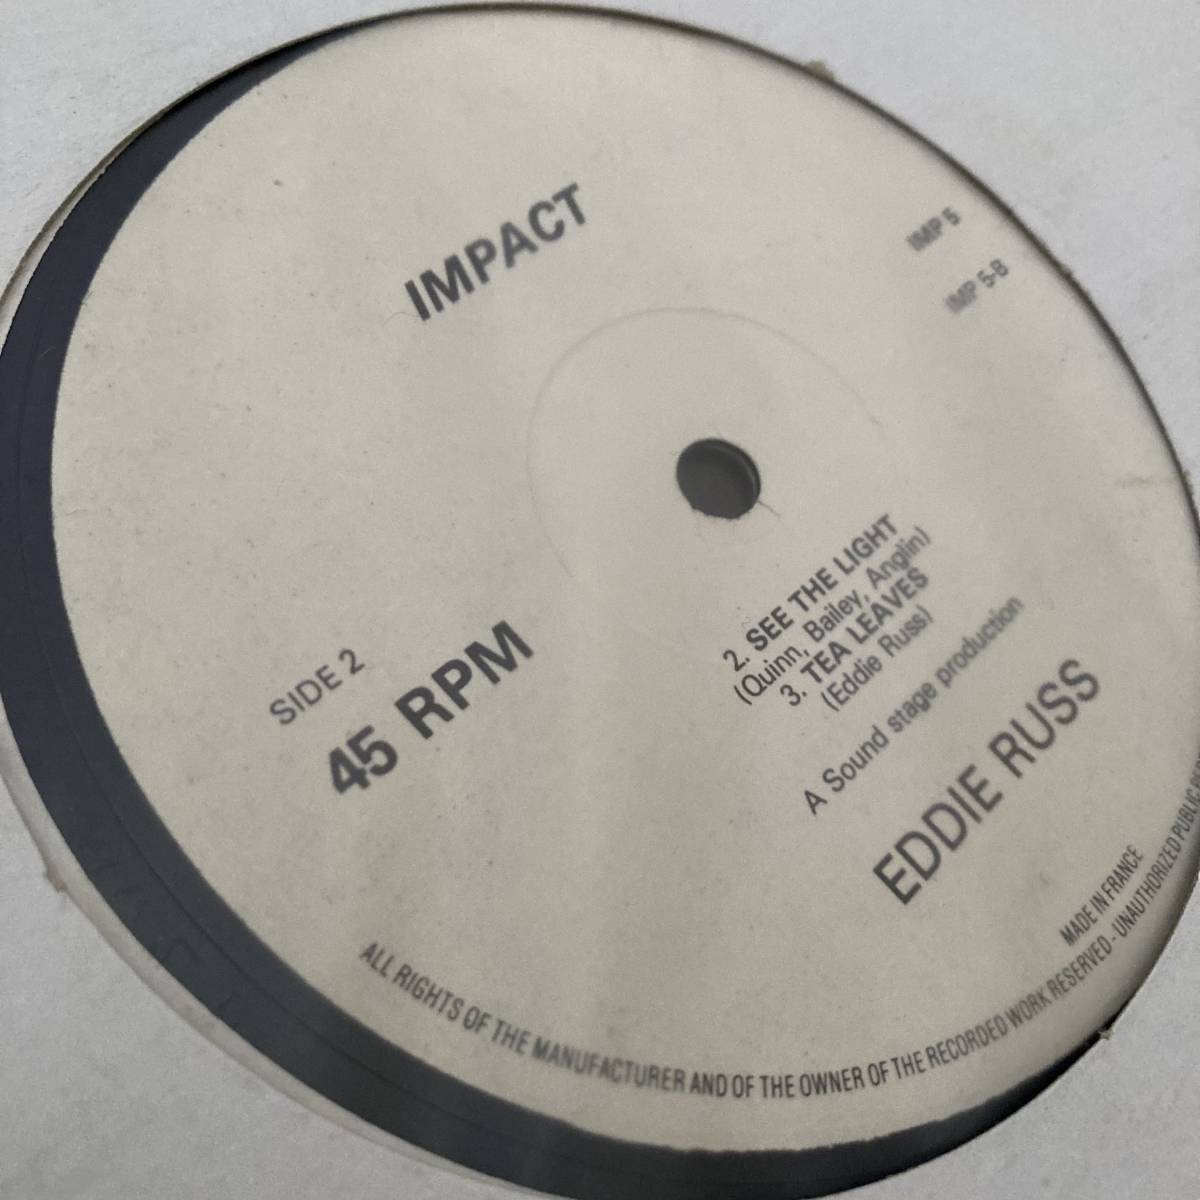 IMPACT
IMP 5
IMP 5-B
SIDE 2
45 RPM
2. SEE THE LIGHT
(Quinn, Bailey, Anglin)
3. TEA LEAVES
(Eddie Russ)
A Sound stage production
EDDIE RUSS
MADE IN FRANCE
ALL RIGHTS OF THE MANUFACTURER AND OF THE OWNER OF THE RECORDED WORK RESERVED - UNAUTHORIZED PUBLIC